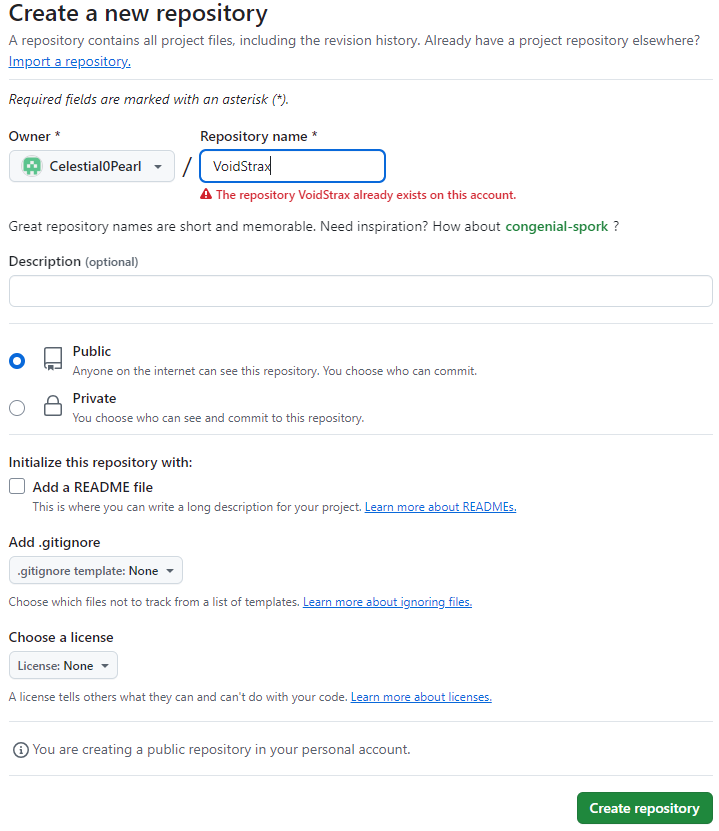 Create a new repository
A repository contains all project files, including the revision history. Already have a project repository elsewhere?
Import a repository.
Required fields are marked with an asterisk (*).
Owner *
Repository name *
Celestial0Pearl
/
VoidStrax
The repository VoidStrax already exists on this account.
Great repository names are short and memorable. Need inspiration? How about congenial-spork ?
Description (optional)
Public
Anyone on the internet can see this repository. You choose who can commit.
Private
You choose who can see and commit to this repository.
Initialize this repository with:
Add a README file
This is where you can write a long description for your project. Learn more about READMEs.
Add .gitignore
.gitignore template: None
Choose which files not to track from a list of templates. Learn more about ignoring files.
Choose a license
License: None
A license tells others what they can and can't do with your code. Learn more about licenses.
You are creating a public repository in your personal account.
Create repository